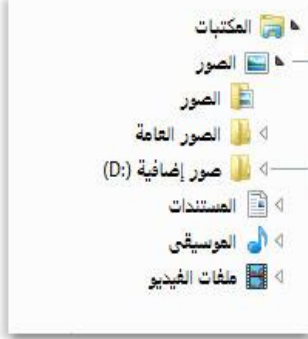 المكتبات
الصور
الصور
الصور العامة
صور إضافية (D:)
المستندات
الموسيقى
ملفات الفيديو